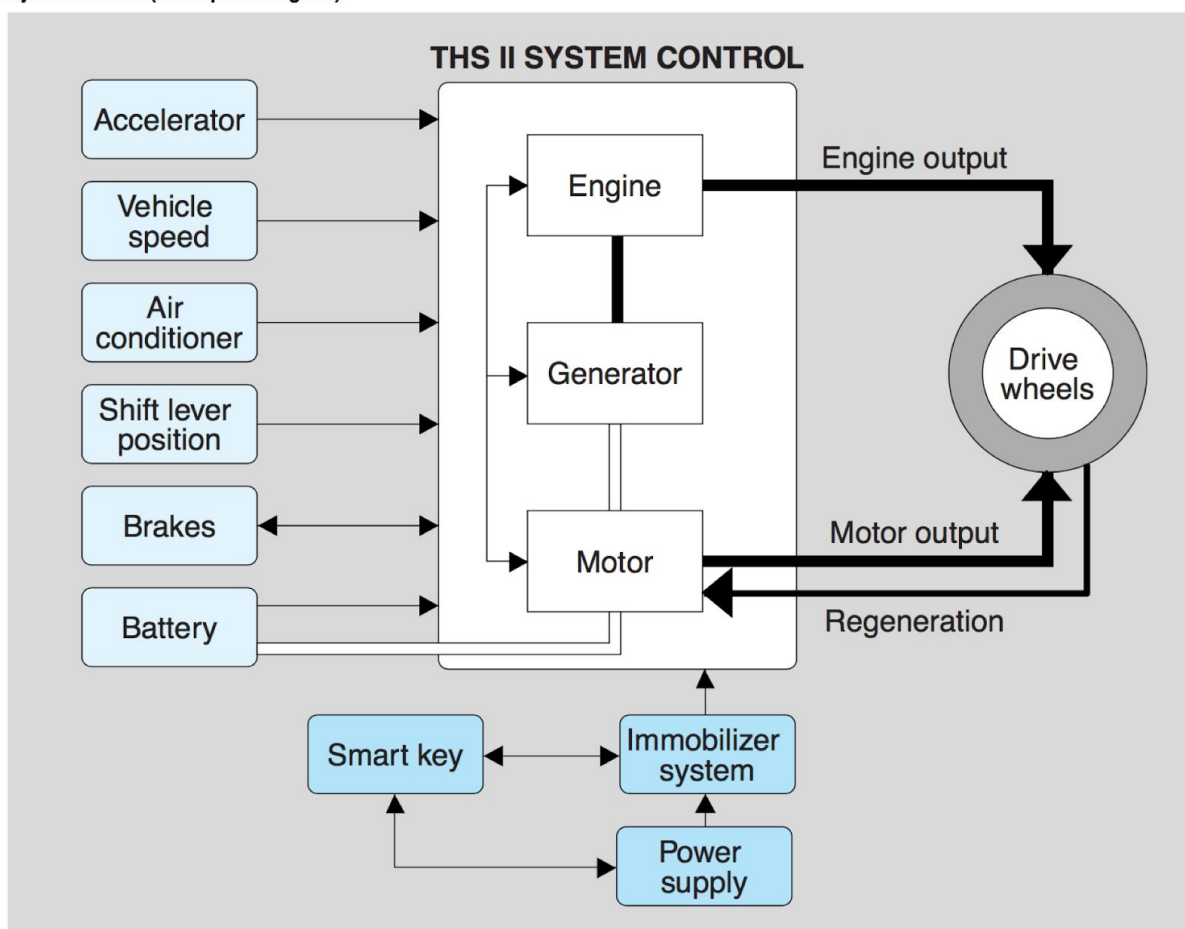 THS II SYSTEM CONTROL
Accelerator
Vehicle
speed
Air
conditioner
Shift lever
position
Brakes
Battery
Engine
Generator
Motor
Engine output
Drive
wheels
Motor output
Regeneration
Smart key
Immobilizer
system
Power
supply